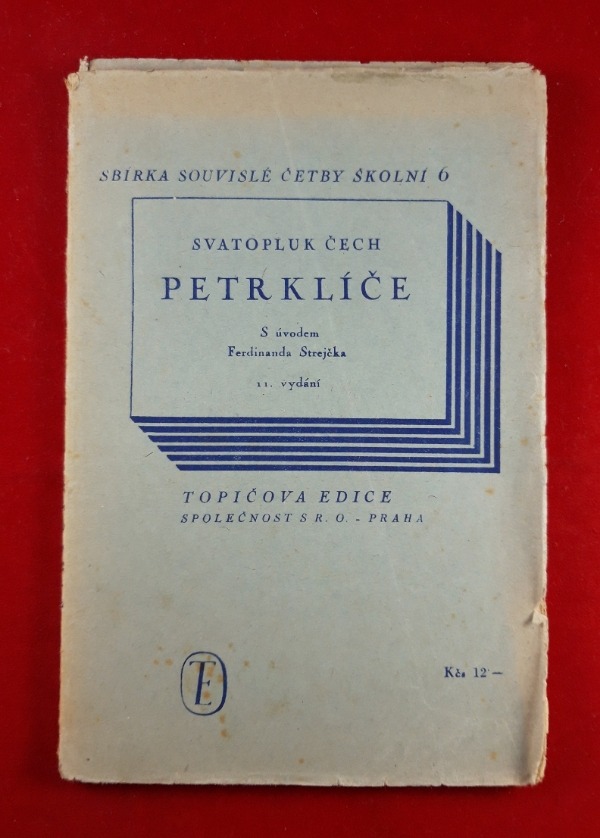 SBÍRKA SOUVISLÉ ČETBY ŠKOLNÍ 6
SVATOPLUK ČECH
PETRKLÍČE
S úvodem
Ferdinanda Strejčka
11. vydání
TOPIČOVA EDICE
SPOLEČNOST S R. O. - PRAHA
TE
Kčs 12·—